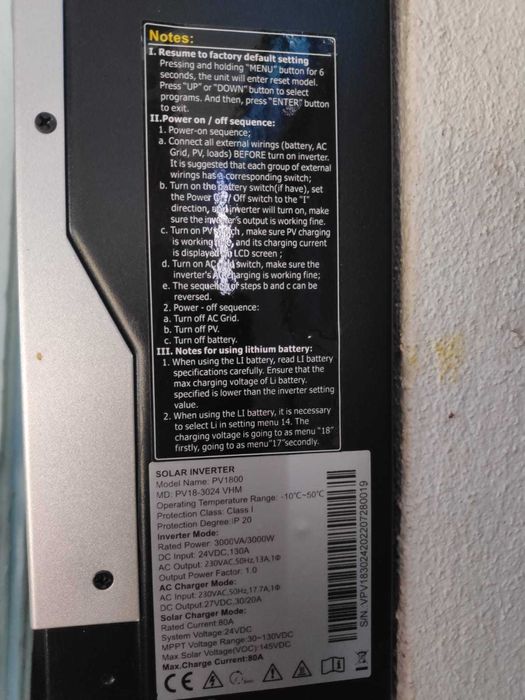 Notes:
I. Resume to factory default setting
Pressing and holding "MENU" button for 6
seconds, the unit will enter reset model.
Press "UP" or "DOWN" button to select
programs. And then, press "ENTER" button
to exit.
II.Power on / off sequence:
1. Power-on sequence;
a. Connect all external wirings (battery, AC
Grid, PV, loads) BEFORE turn on inverter.
It is suggested that each group of external
wirings has a corresponding switch;
b. Turn on the battery switch(if have), set
the Power / Off switch to the "I"
direction, inverter will turn on, make
sure the inverter's output is working fine.
c. Turn on PV , make sure PV charging
is working , and its charging current
is displayed LCD screen ;
d. Turn on AC switch, make sure the
inverter's charging is working fine;
e. The sequence of steps b and c can be
reversed.
2. Power - off sequence:
a. Turn off AC Grid.
b. Turn off PV.
c. Turn off battery.
III. Notes for using lithium battery:
1. When using the LI battery, read LI battery
specifications carefully. Ensure that the
max charging voltage of Li battery.
specified is lower than the inverter setting
value.
2. When using the LI battery, it is necessary
to select Li in setting menu 14. The
charging voltage is going to as menu "18"
firstly, going to as menu"17"secondly.
SOLAR INVERTER
Model Name: PV1800
MD: PV18-3024 VHM
Operating Temperature Range: -10℃~50℃
Protection Class: Class I
Protection Degree:IP 20
Inverter Mode:
Rated Power: 3000VA/3000W
DC Input: 24VDC,130A
AC Output: 230VAC,50Hz,13A,1Φ
Output Power Factor: 1.0
AC Charger Mode:
AC Input: 230VAC,50Hz,17.7A,1Φ
DC Output:27VDC,30/20A
Solar Charger Mode:
Rated Current:80A
System Voltage:24VDC
MPPT Voltage Range:30~130VDC
Max.Solar Voltage(VOC):145VDC
Max.Charge Current:80A
CE
S/N: VPV18302420220​7280019